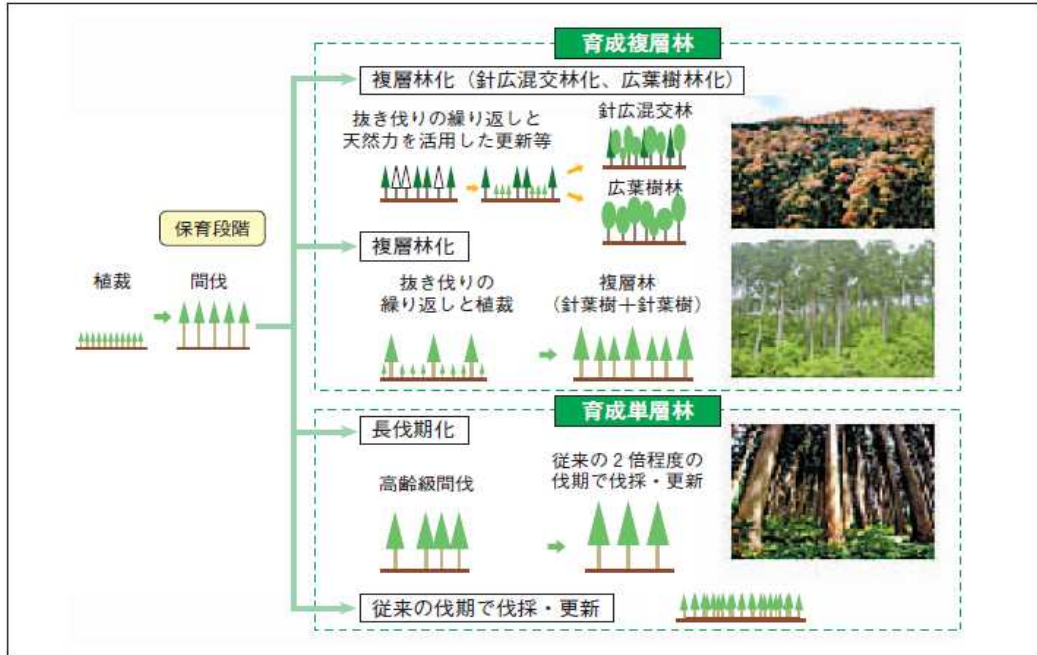 育成複層林
複層林化（針広混交林化、広葉樹林化）
抜き伐りの繰り返しと
天然力を活用した更新等
針広混交林
広葉樹林
保育段階
植裁
間伐
複層林化
抜き伐りの
繰り返しと植裁
複層林
（針葉樹＋針葉樹）
育成単層林
長伐期化
高齢級間伐
従来の２倍程度の
伐期で伐採・更新
従来の伐期で伐採・更新